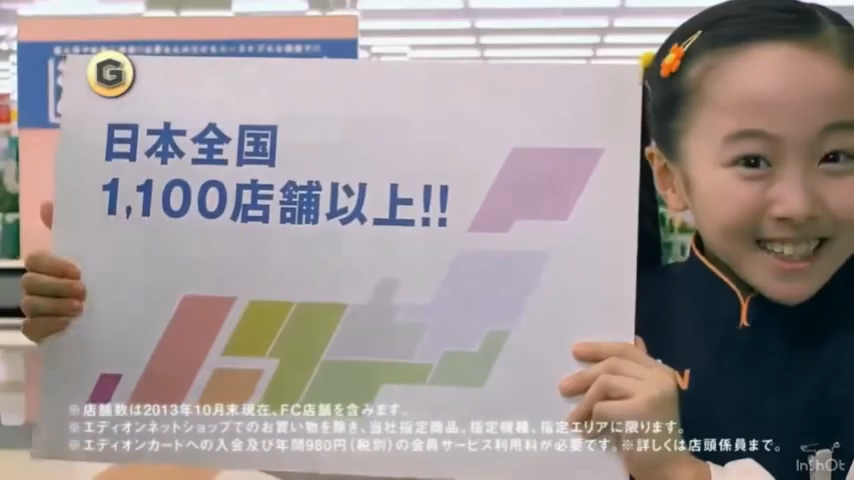 G
日本全国
1,100店舗以上!!
※店舗数は2013年10月末現在、FC店舗を含みます。
※エディオンネットショップでのお買い物を除き、当社指定商品、指定機種、指定エリアに限ります。
※エディオンカードへの入会及び年間980円(税別)の会員サービス利用料が必要です。※詳しくは店頭係員まで。
InShOt